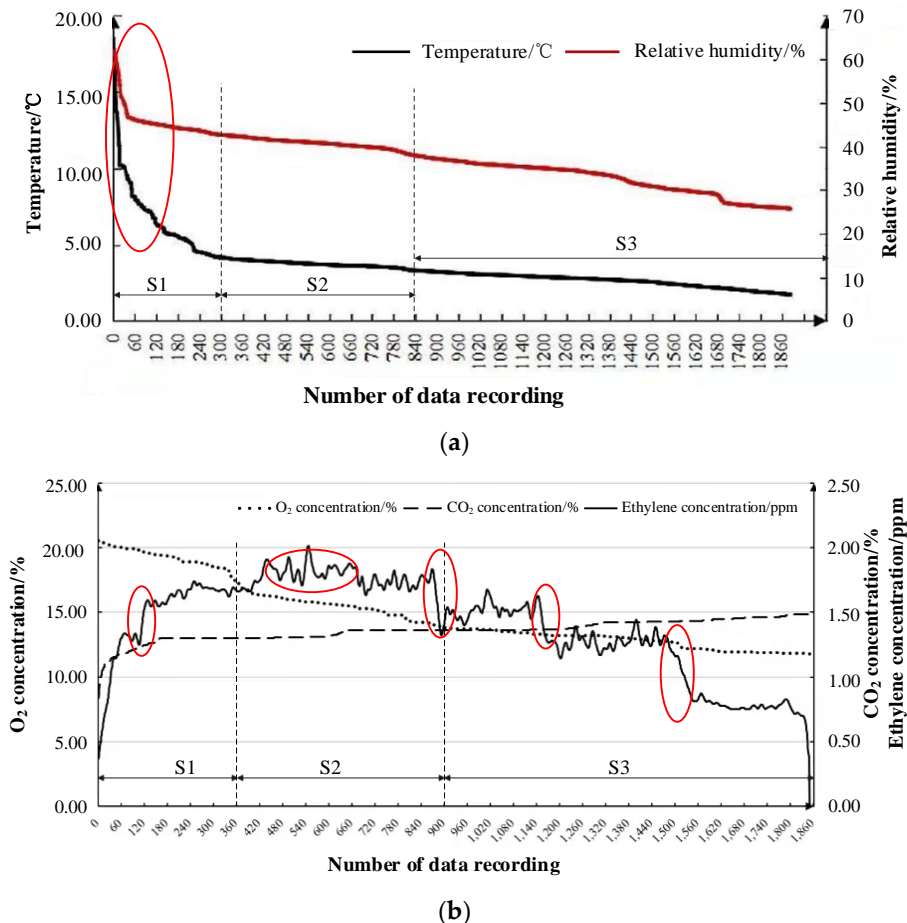 20.00
15.00
10.00
5.00
0.00
Temperature/℃
Temperature/℃
Relative humidity/%
70
60
50
40
30
20
10
0
Relative humidity/%
S1
S2
S3
0 60 120 180 240 300 360 420 480 540 600 660 720 780 840 900 960 1020 1080 1140 1200 1260 1320 1380 1440 1500 1560 1620 1680 1740 1800 1860
Number of data recording
(a)
25.00
20.00
15.00
10.00
5.00
0.00
O₂ concentration/%
O₂ concentration/%
CO₂ concentration/%
Ethylene concentration/ppm
2.50
2.00
1.50
1.00
0.50
0.00
CO₂ concentration/%
Ethylene concentration/ppm
S1
S2
S3
0 60 120 180 240 300 360 420 480 540 600 660 720 780 840 900 960 1,020 1,080 1,140 1,200 1,260 1,320 1,380 1,440 1,500 1,560 1,620 1,680 1,740 1,800 1,860
Number of data recording
(b)